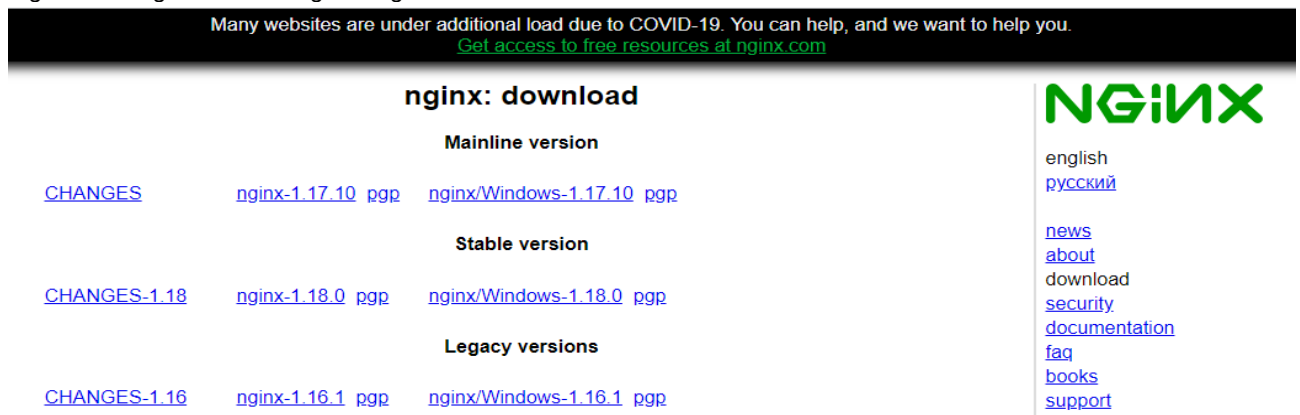 Many websites are under additional load due to COVID-19. You can help, and we want to help you.
Get access to free resources at nginx.com
nginx: download
Mainline version
CHANGES nginx-1.17.10 pgp nginx/Windows-1.17.10 pgp
Stable version
CHANGES-1.18 nginx-1.18.0 pgp nginx/Windows-1.18.0 pgp
Legacy versions
CHANGES-1.16 nginx-1.16.1 pgp nginx/Windows-1.16.1 pgp
NGINX
english
русский
news
about
download
security
documentation
faq
books
support